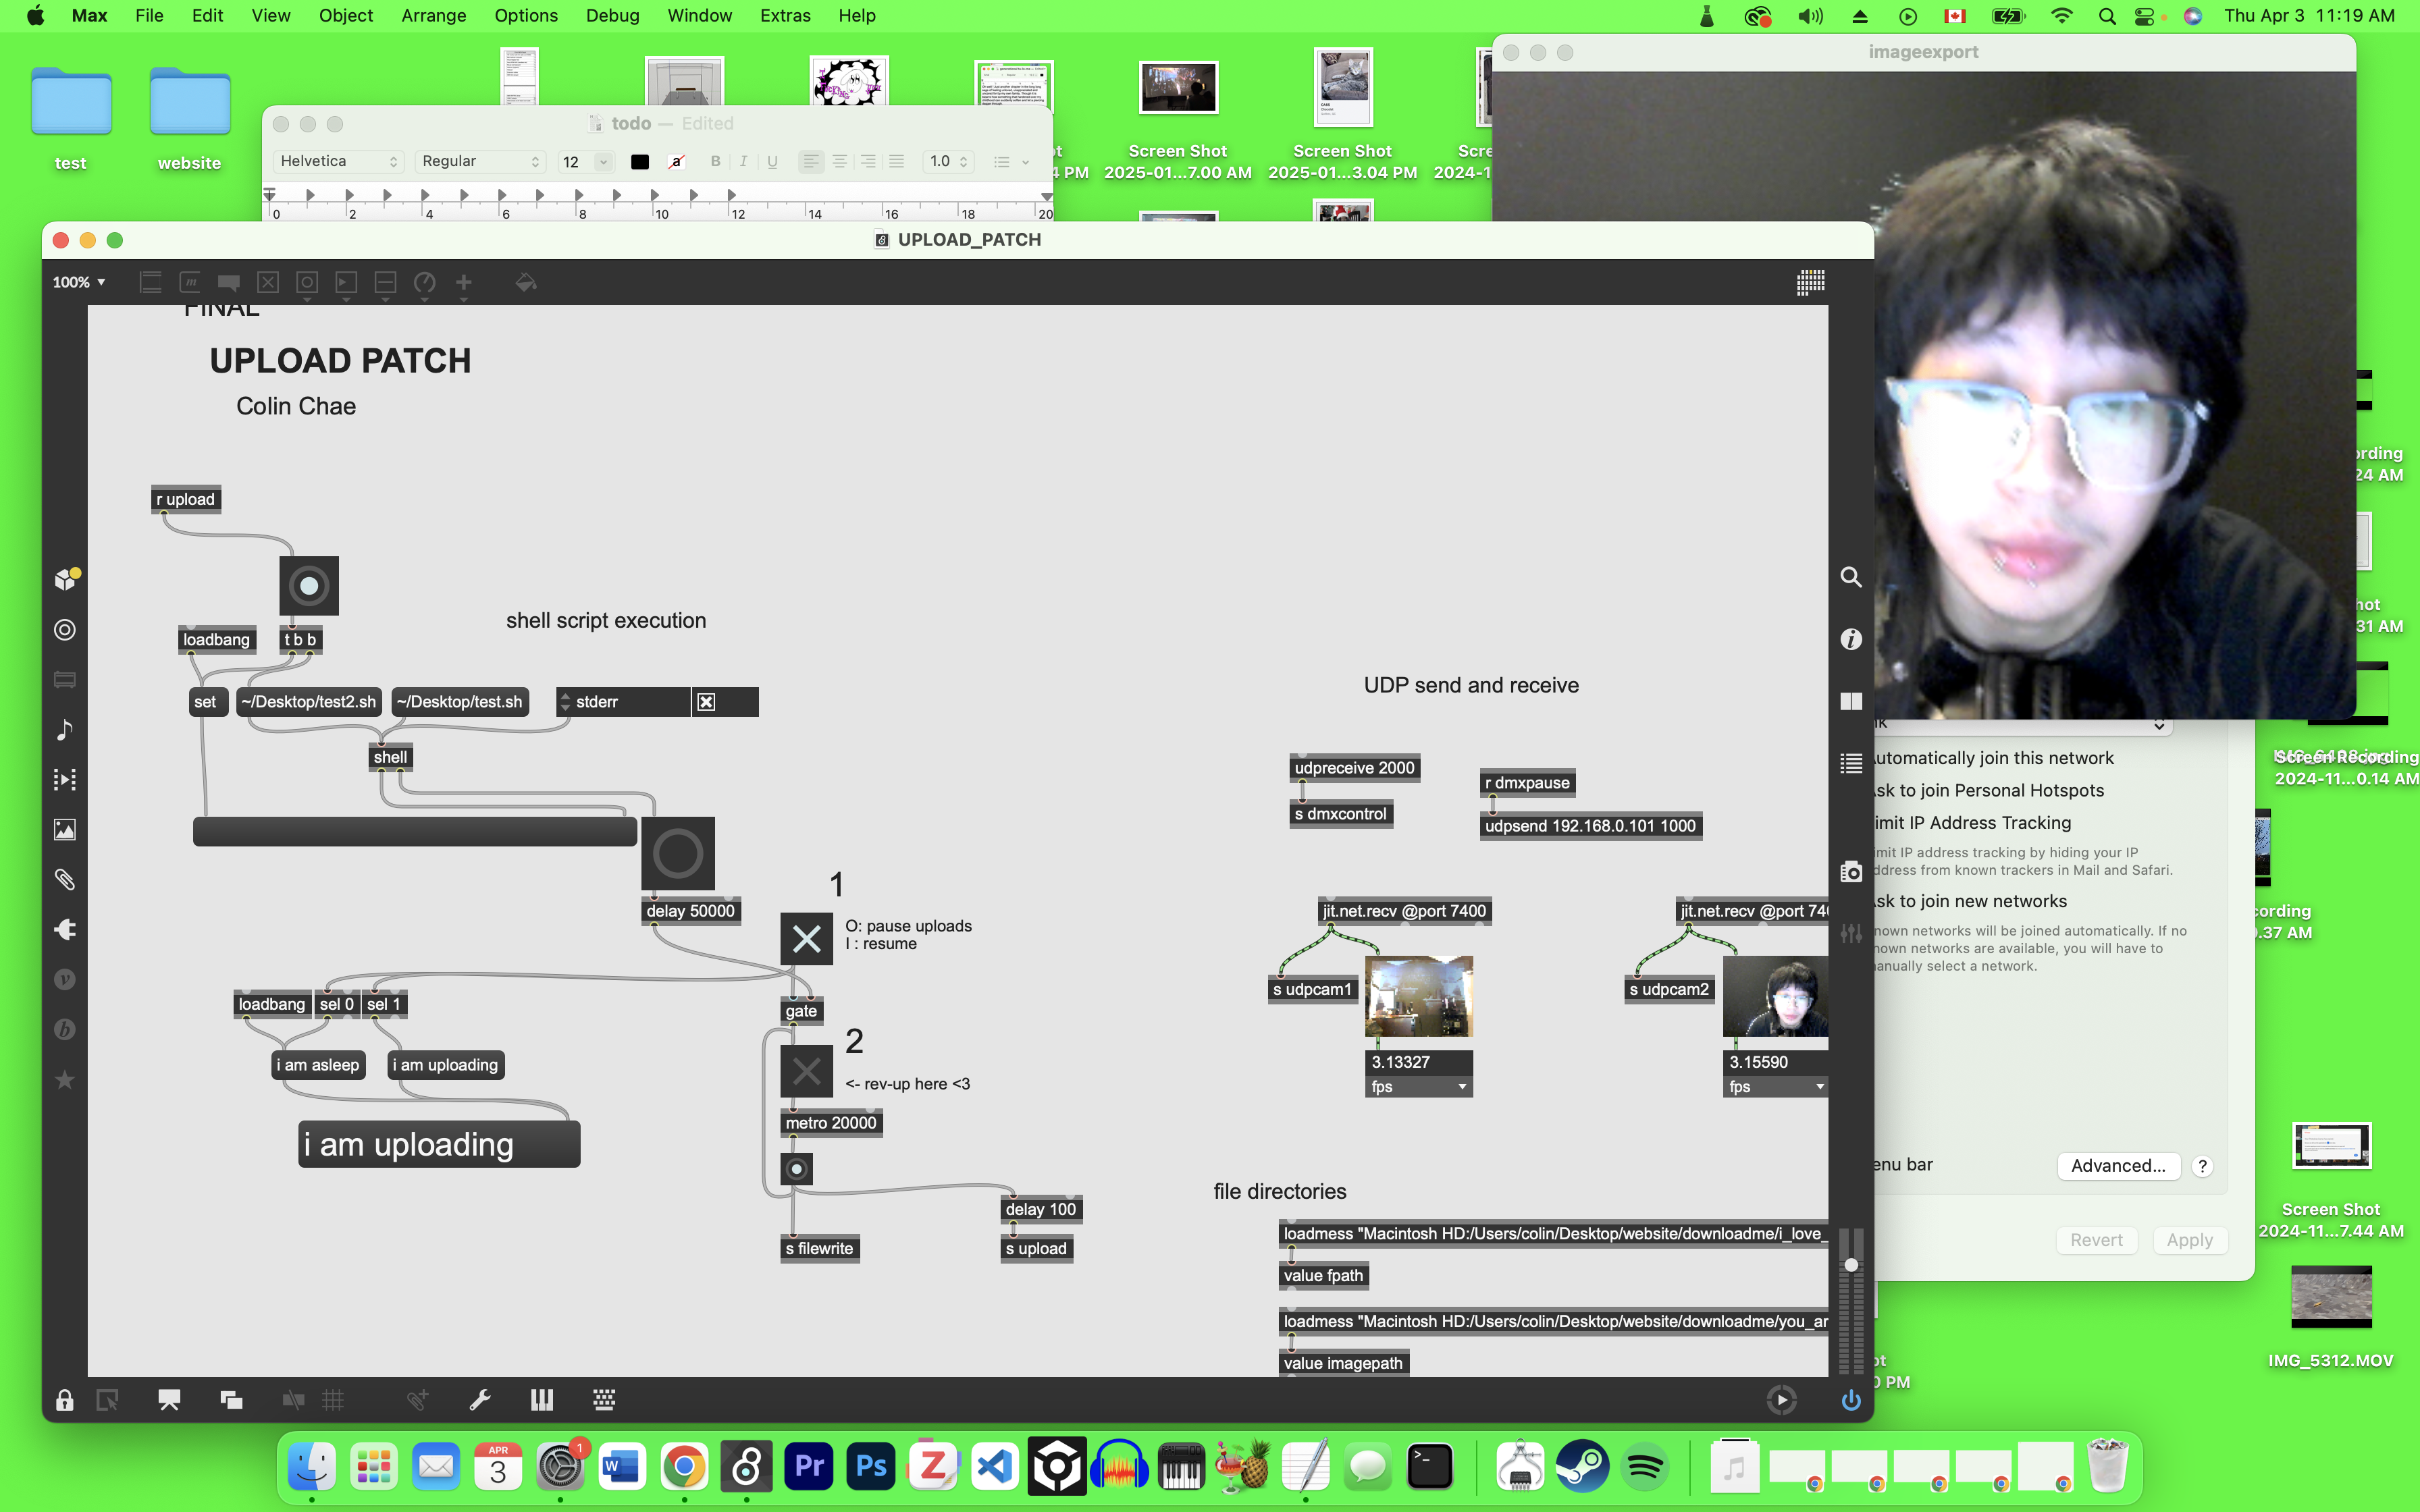 Max File Edit View Object Arrange Options Debug Window Extras Help
Thu Apr 3 11:19 AM
test
website
todo — Edited
Helvetica Regular 12 a B I U 1.0
0 2 4 6 8 10 12 14 16 18 20
4 PM
Screen Shot
2025-01...7.00 AM
Screen Shot
2025-01...3.04 PM
2024-1
imageexport
UPLOAD_PATCH
100%
FINAL
UPLOAD PATCH
Colin Chae
r upload
loadbang
t b b
shell script execution
set
~/Desktop/test2.sh
~/Desktop/test.sh
stderr
shell
delay 50000
1
O: pause uploads
I : resume
loadbang
sel 0
sel 1
gate
i am asleep
i am uploading
2
<- rev-up here <3
i am uploading
metro 20000
delay 100
s filewrite
s upload
UDP send and receive
udpreceive 2000
s dmxcontrol
r dmxpause
udpsend 192.168.0.101 1000
jit.net.recv @port 7400
s udpcam1
3.13327
fps
jit.net.recv @port 740
s udpcam2
3.15590
fps
file directories
loadmess "Macintosh HD:/Users/colin/Desktop/website/downloadme/i_love_
value fpath
loadmess "Macintosh HD:/Users/colin/Desktop/website/downloadme/you_ar
value imagepath
utomatically join this network
sk to join Personal Hotspots
imit IP Address Tracking
imit IP address tracking by hiding your IP
ddress from known trackers in Mail and Safari.
sk to join new networks
nown networks will be joined automatically. If no
nown networks are available, you will have to
anually select a network.
enu bar
Advanced...
?
Revert
Apply
ording
24 AM
hot
31 AM
Screen Recording
2024-11...0.14 AM
cording
0.37 AM
Screen Shot
2024-11...7.44 AM
IMG_5312.MOV
ot
0 PM
APR
3
1
W
Pr
Ps
Z